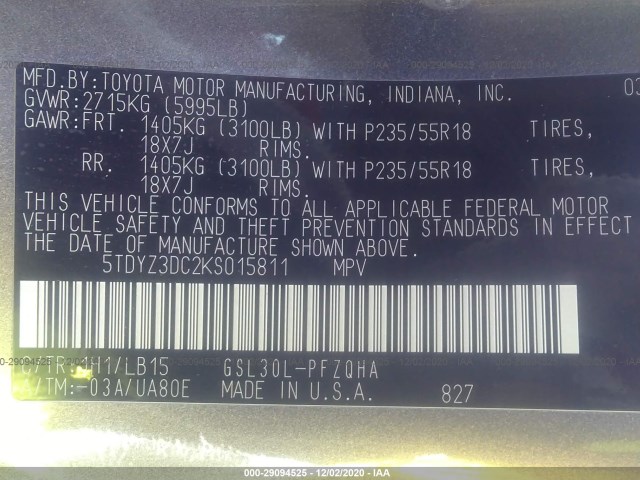 MFD.BY:TOYOTA MOTOR MANUFACTURING, INDIANA, INC. 03
GVWR:2715KG (5995LB)
GAWR:FRT. 1405KG (3100LB) WITH P235/55R18 TIRES,
18X7J RIMS.
RR. 1405KG (3100LB) WITH P235/55R18 TIRES,
18X7J RIMS.
THIS VEHICLE CONFORMS TO ALL APPLICABLE FEDERAL MOTOR
VEHICLE SAFETY AND THEFT PREVENTION STANDARDS IN EFFECT
THE DATE OF MANUFACTURE SHOWN ABOVE.
5TDYZ3DC2KS015811 MPV
/TR: 1H1/LB15 GSL30L-PFZQHA
/TM:-03A/UA80E MADE IN U.S.A. 827
000-29094525 - 12/02/2020 - IAA